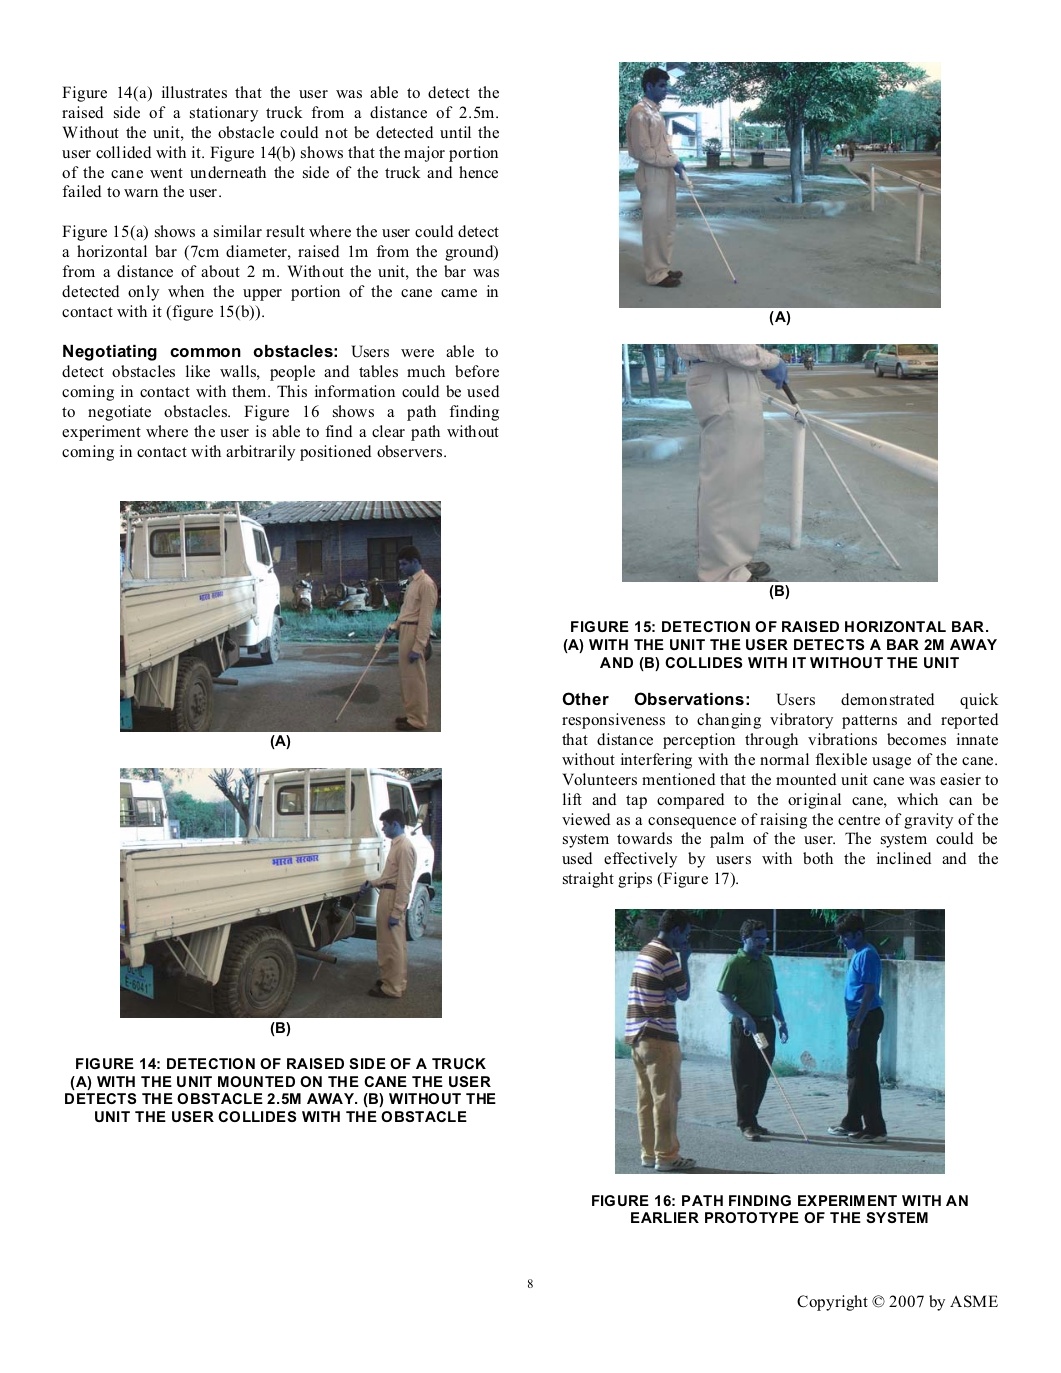 Figure 14(a) illustrates that the user was able to detect the
raised side of a stationary truck from a distance of 2.5m.
Without the unit, the obstacle could not be detected until the
user collided with it. Figure 14(b) shows that the major portion
of the cane went underneath the side of the truck and hence
failed to warn the user.
Figure 15(a) shows a similar result where the user could detect
a horizontal bar (7cm diameter, raised 1m from the ground)
from a distance of about 2 m. Without the unit, the bar was
detected only when the upper portion of the cane came in
contact with it (figure 15(b)).
Negotiating common obstacles: Users were able to
detect obstacles like walls, people and tables much before
coming in contact with them. This information could be used
to negotiate obstacles. Figure 16 shows a path finding
experiment where the user is able to find a clear path without
coming in contact with arbitrarily positioned observers.
भारत सरकार
(A)
भारत सरकार
E-6041
(B)
FIGURE 14: DETECTION OF RAISED SIDE OF A TRUCK
(A) WITH THE UNIT MOUNTED ON THE CANE THE USER
DETECTS THE OBSTACLE 2.5M AWAY. (B) WITHOUT THE
UNIT THE USER COLLIDES WITH THE OBSTACLE
(A)
(B)
FIGURE 15: DETECTION OF RAISED HORIZONTAL BAR.
(A) WITH THE UNIT THE USER DETECTS A BAR 2M AWAY
AND (B) COLLIDES WITH IT WITHOUT THE UNIT
Other Observations: Users demonstrated quick
responsiveness to changing vibratory patterns and reported
that distance perception through vibrations becomes innate
without interfering with the normal flexible usage of the cane.
Volunteers mentioned that the mounted unit cane was easier to
lift and tap compared to the original cane, which can be
viewed as a consequence of raising the centre of gravity of the
system towards the palm of the user. The system could be
used effectively by users with both the inclined and the
straight grips (Figure 17).
FIGURE 16: PATH FINDING EXPERIMENT WITH AN
EARLIER PROTOTYPE OF THE SYSTEM
8
Copyright © 2007 by ASME